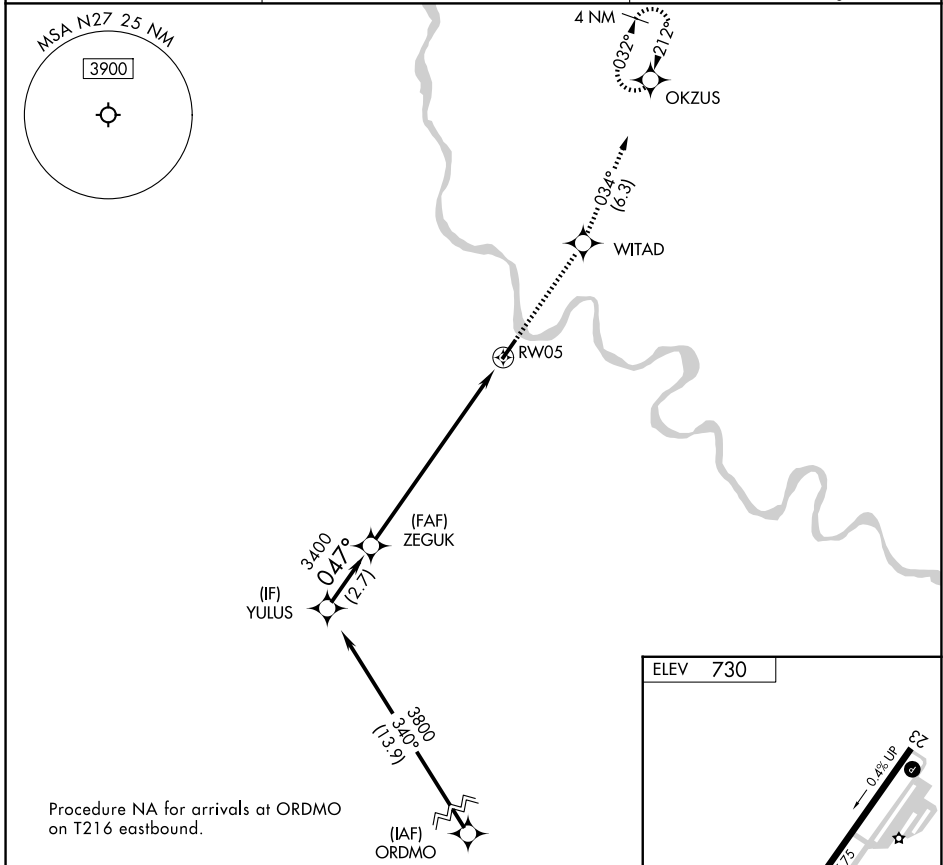 MSA N27 25 NM
3900
4 NM
032°
212°
OKZUS
034°
(6.3)
WITAD
RW05
(FAF)
ZEGUK
3400
047°
(2.7)
(IF)
YULUS
3800
340°
(13.9)
(IAF)
ORDMO
Procedure NA for arrivals at ORDMO
on T216 eastbound.
ELEV 730
23
0.4% UP
P